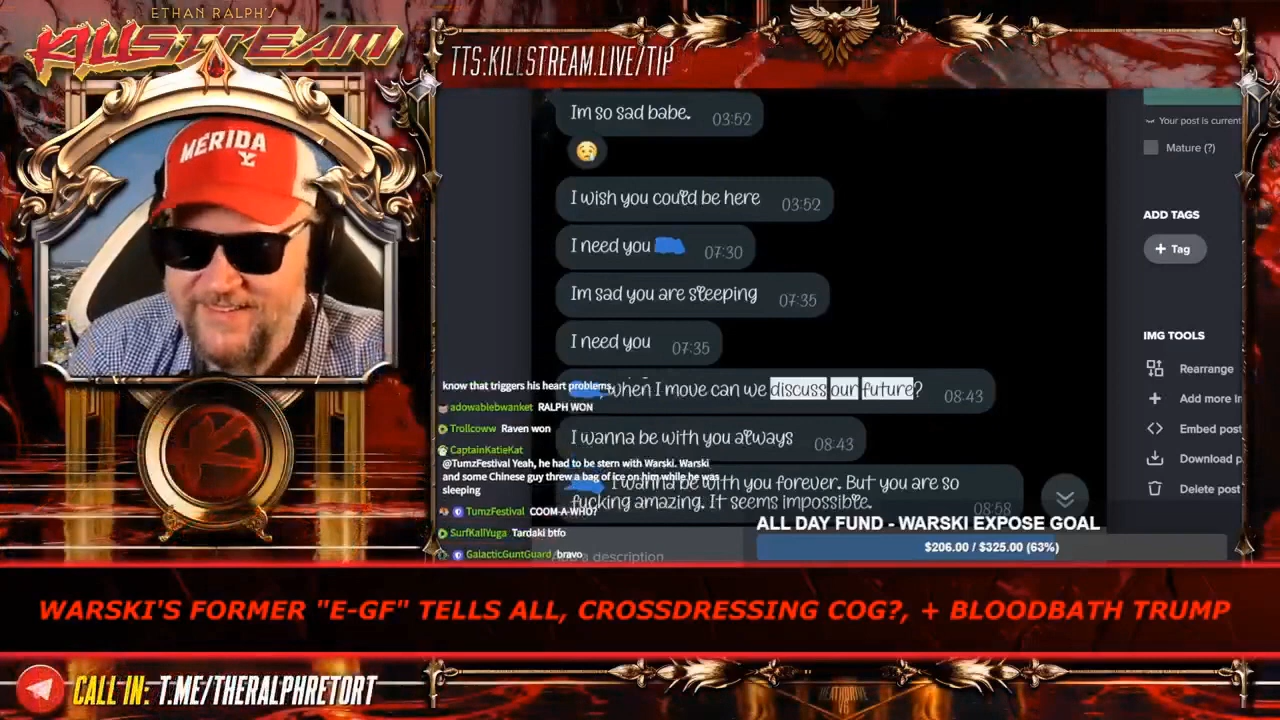 ETHAN RALPH'S
KILLSTREAM
TTS:KILLSTREAM.LIVE/TIP
MERIDA
Im so sad babe. 03:52
I wish you could be here 03:52
I need you 07:30
Im sad you are sleeping 07:35
I need you 07:35
when I move can we discuss our future? 08:43
I wanna be with you always 08:43
I wanna be with you forever. But you are so
fucking amazing. It seems impossible. 08:58
Add a description
Your post is current
Mature (?)
ADD TAGS
+ Tag
IMG TOOLS
Rearrange
Add more im
Embed post
Download p
Delete post
know that triggers his heart problems.
adowablebwanket RALPH WON
Trollcoww Raven won
CaptainKatieKat
@TumzFestival Yeah, he had to be stern with Warski. Warski
and some Chinese guy threw a bag of ice on him while he was
sleeping
TumzFestival COOM-A-WHO?
SurfKaliYuga Tardaki btfo
GalacticGuntGuard bravo
ALL DAY FUND - WARSKI EXPOSE GOAL
$206.00 / $325.00 (63%)
WARSKI'S FORMER "E-GF" TELLS ALL, CROSSDRESSING COG?, + BLOODBATH TRUMP
CALL IN: T.ME/THERALPHRETORT